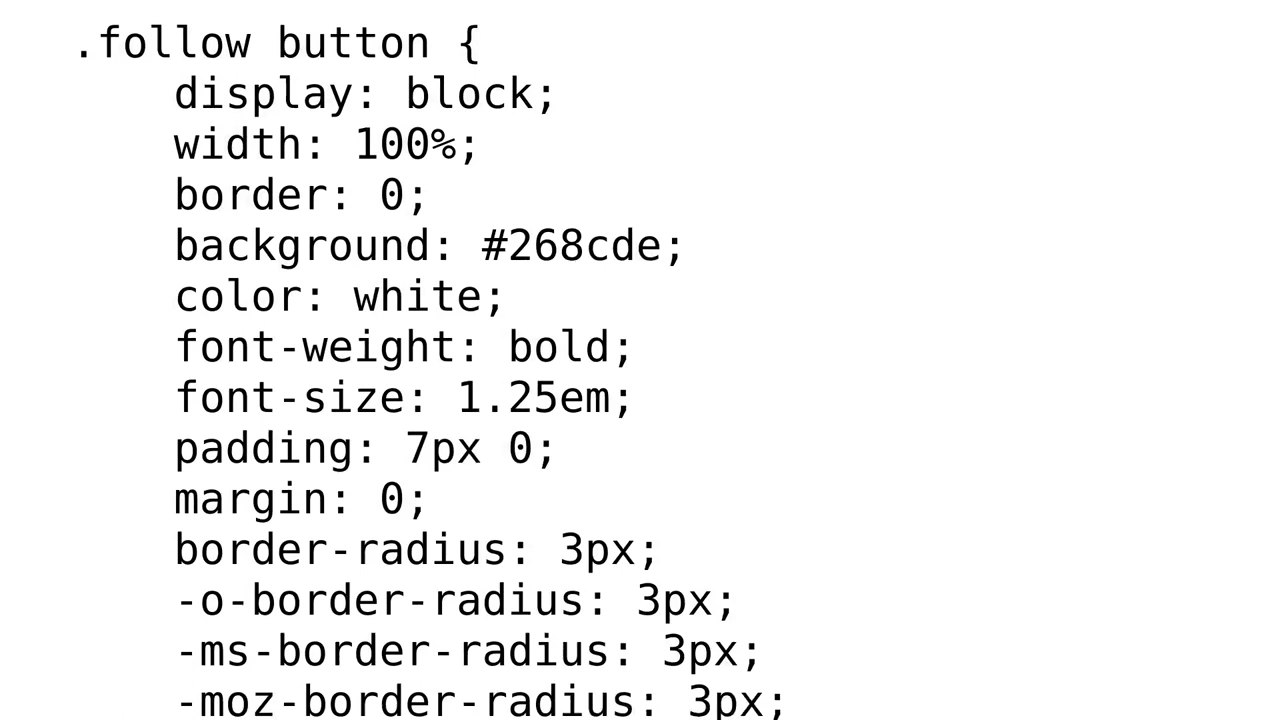 .follow button {
    display: block;
    width: 100%;
    border: 0;
    background: #268cde;
    color: white;
    font-weight: bold;
    font-size: 1.25em;
    padding: 7px 0;
    margin: 0;
    border-radius: 3px;
    -o-border-radius: 3px;
    -ms-border-radius: 3px;
    -moz-border-radius: 3px;